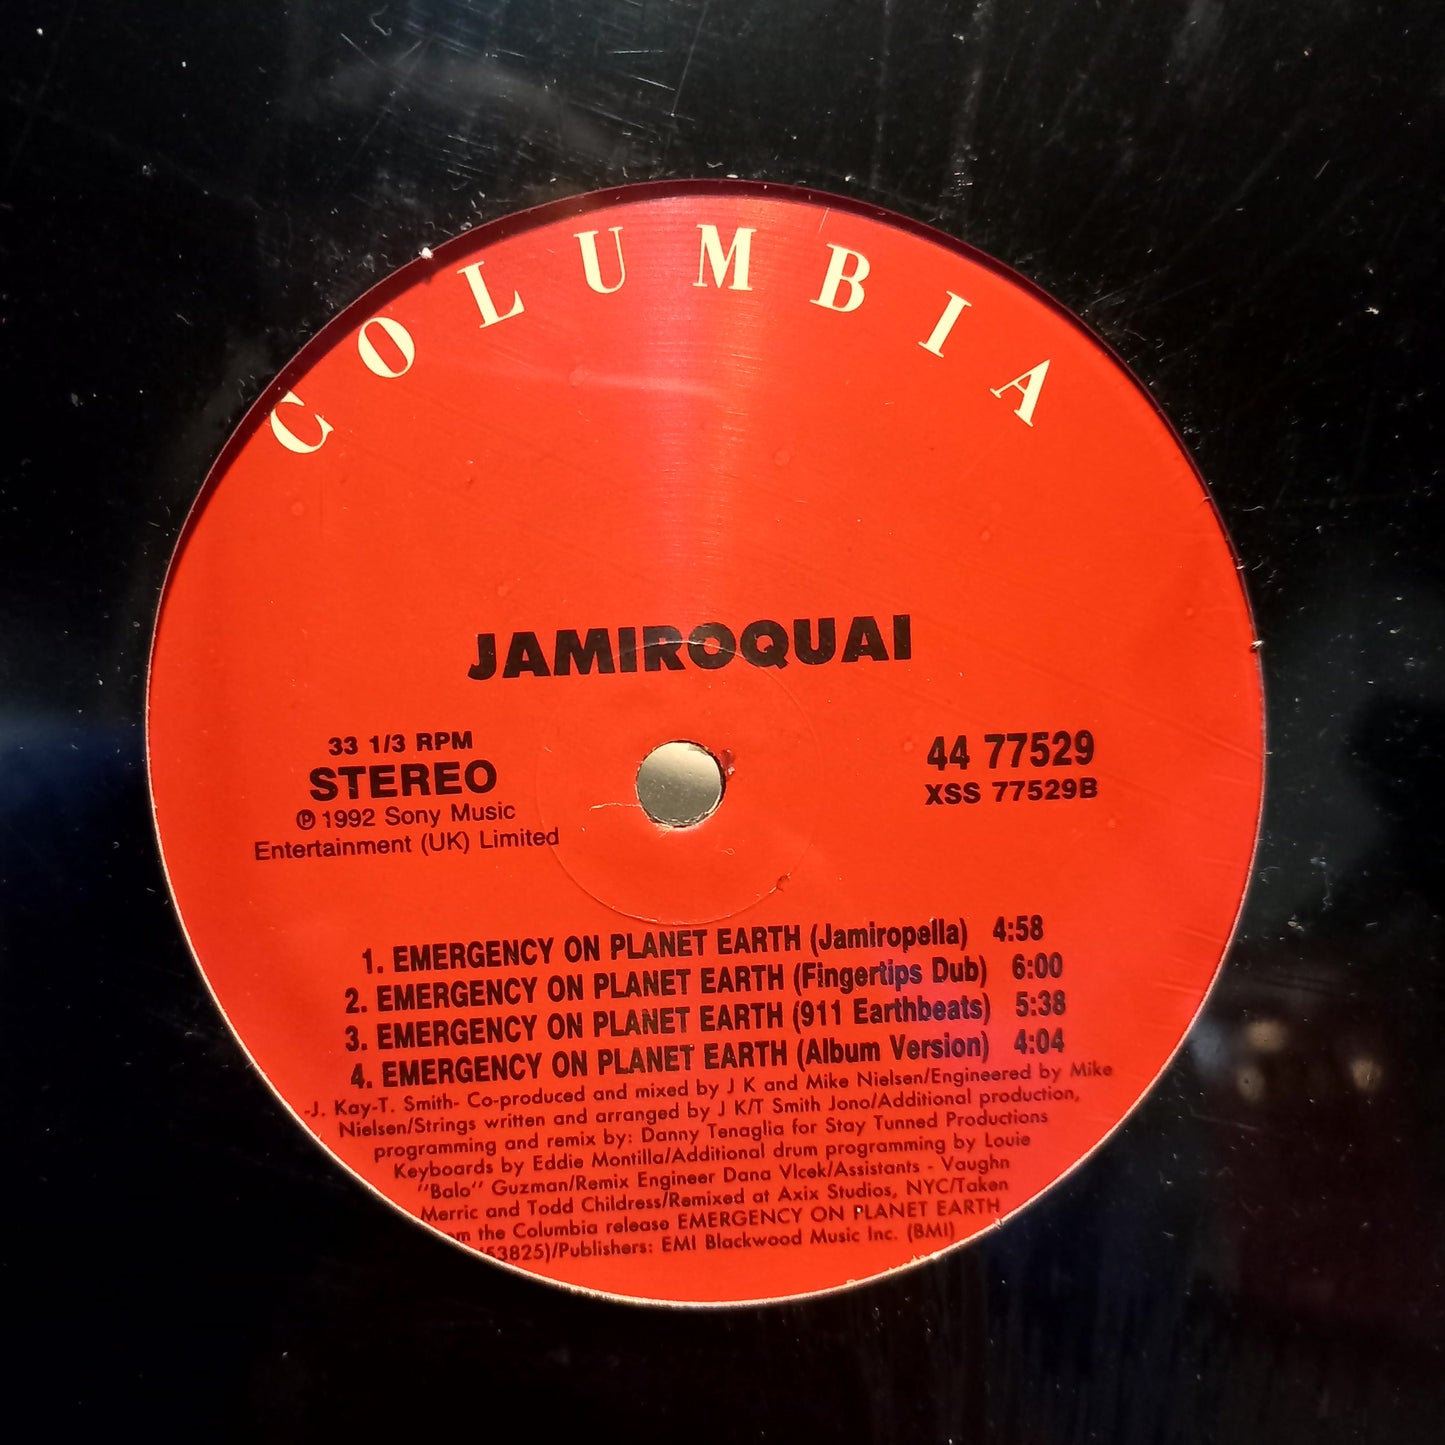 COLUMBIA
JAMIROQUAI
33 1/3 RPM
STEREO
℗ 1992 Sony Music
Entertainment (UK) Limited
44 77529
XSS 77529B
1. EMERGENCY ON PLANET EARTH (Jamiropella) 4:58
2. EMERGENCY ON PLANET EARTH (Fingertips Dub) 6:00
3. EMERGENCY ON PLANET EARTH (911 Earthbeats) 5:38
4. EMERGENCY ON PLANET EARTH (Album Version) 4:04
-J. Kay-T. Smith- Co-produced and mixed by J K and Mike Nielsen/Engineered by Mike
Nielsen/Strings written and arranged by J K/T Smith Jono/Additional production,
programming and remix by: Danny Tenaglia for Stay Tuned Productions
Keyboards by Eddie Montilla/Additional drum programming by Louie
"Balo" Guzman/Remix Engineer Dana Vlcek/Assistants - Vaughn
Merric and Todd Childress/Remixed at Axix Studios, NYC/Taken
the Columbia release EMERGENCY ON PLANET EARTH
53825)/Publishers: EMI Blackwood Music Inc. (BMI)